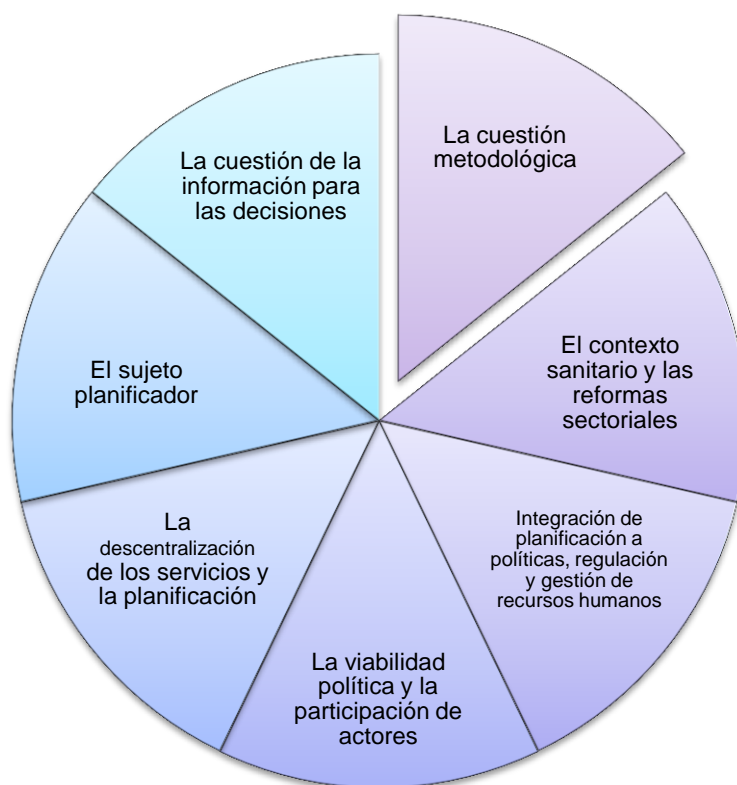 La cuestión
metodológica
El contexto
sanitario y las
reformas
sectoriales
Integración de
planificación a
políticas, regulación
y gestión de
recursos humanos
La viabilidad
política y la
participación de
actores
La
descentralización
de los servicios y
la planificación
El sujeto
planificador
La cuestión de la
información para
las decisiones